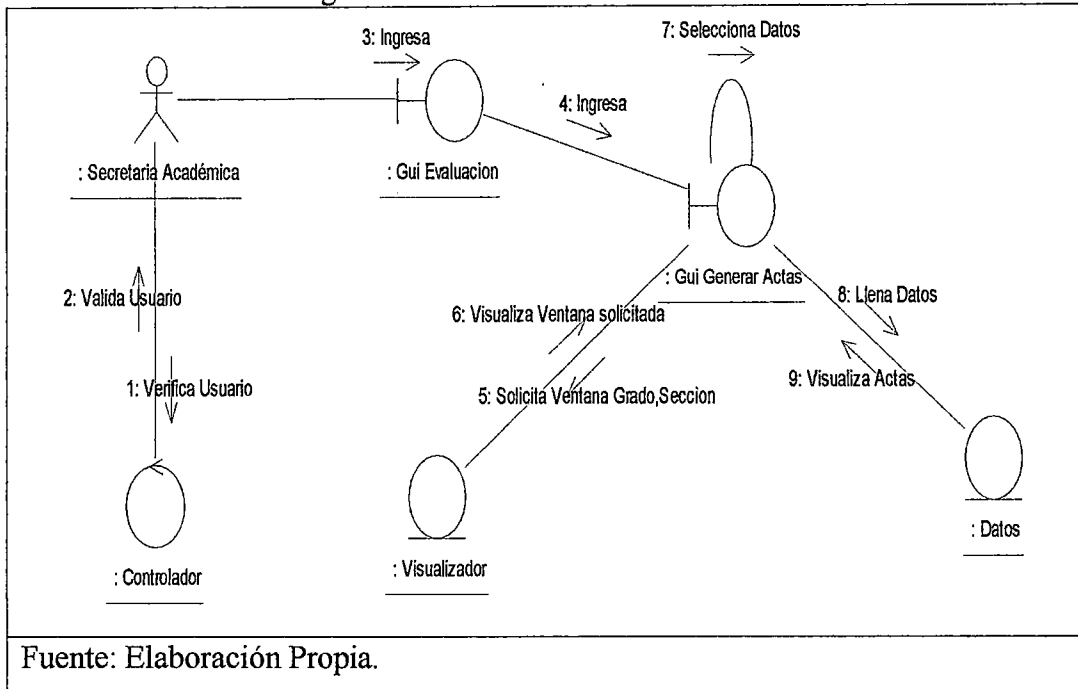 3: Ingresa
7: Selecciona Datos
4: Ingresa
: Secretaria Académica
: Gui Evaluacion
: Gui Generar Actas
2: Valida Usuario
6: Visualiza Ventana solicitada
8: Llena Datos
1: Verifica Usuario
5: Solicita Ventana Grado,Seccion
9: Visualiza Actas
: Controlador
: Visualizador
: Datos
Fuente: Elaboración Propia.